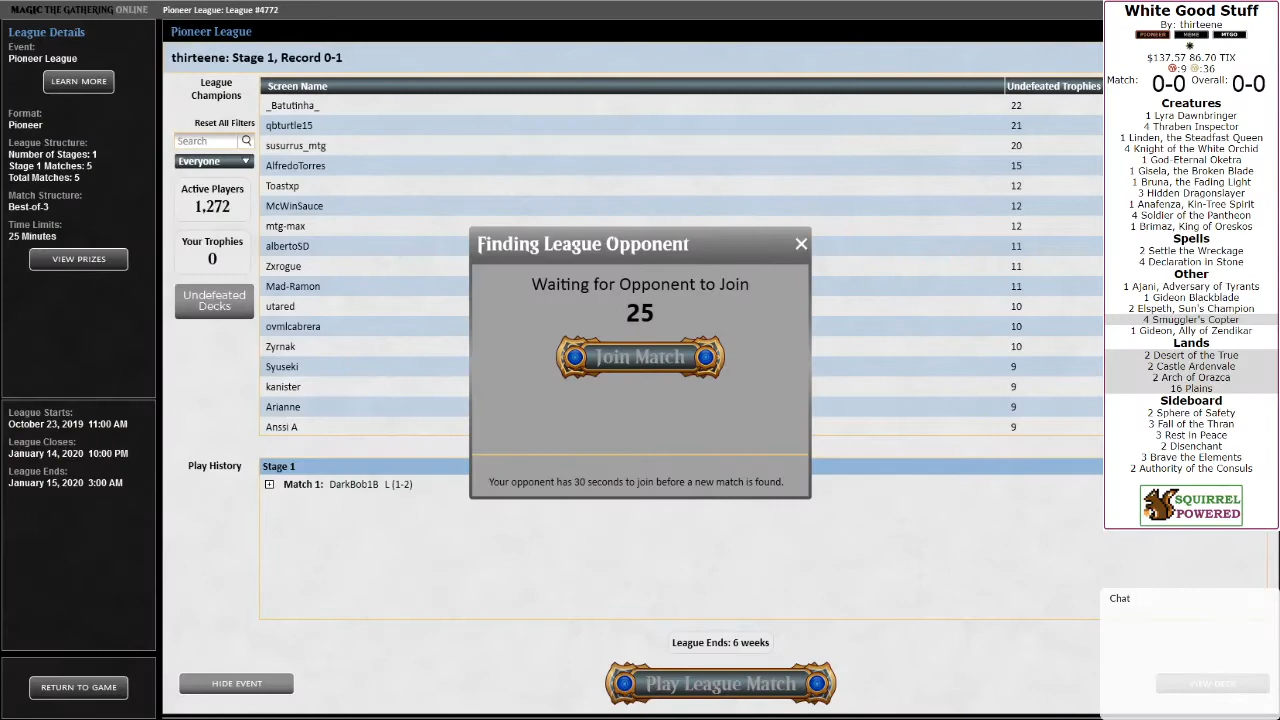 MAGIC THE GATHERING ONLINE
Pioneer League: League #4772
League Details
Event:
Pioneer League
LEARN MORE
Format:
Pioneer
League Structure:
Number of Stages: 1
Stage 1 Matches: 5
Total Matches: 5
Match Structure:
Best-of-3
Time Limits:
25 Minutes
VIEW PRIZES
League Starts:
October 23, 2019 11:00 AM
League Closes:
January 14, 2020 10:00 PM
League Ends:
January 15, 2020 3:00 AM
RETURN TO GAME
Pioneer League
thirteene: Stage 1, Record 0-1
League
Champions
Reset All Filters
Search
Everyone
Active Players
1,272
Your Trophies
0
Undefeated
Decks
Screen Name Undefeated Trophies
_Batutinha_ 22
qbturtle15 21
susurrus_mtg 20
AlfredoTorres 15
Toastxp 12
McWinSauce 12
mtg-max 12
albertoSD 11
Zxrogue 11
Mad-Ramon 11
utared 10
ovmlcabrera 10
Zyrnak 10
Syuseki 9
kanister 9
Arianne 9
Anssi A 9
Finding League Opponent
Waiting for Opponent to Join
25
Join Match
Your opponent has 30 seconds to join before a new match is found.
Play History
Stage 1
Match 1: DarkBob1B L (1-2)
League Ends: 6 weeks
HIDE EVENT
Play League Match
White Good Stuff
By: thirteene
PIONEER MEME MTGO
$137.57 86.70 TIX
:9 :36
Match: 0-0 Overall: 0-0
Creatures
1 Lyra Dawnbringer
4 Thraben Inspector
1 Linden, the Steadfast Queen
4 Knight of the White Orchid
1 God-Eternal Oketra
1 Gisela, the Broken Blade
1 Bruna, the Fading Light
3 Hidden Dragonslayer
1 Anafenza, Kin-Tree Spirit
4 Soldier of the Pantheon
1 Brimaz, King of Oreskos
Spells
2 Settle the Wreckage
4 Declaration in Stone
Other
1 Ajani, Adversary of Tyrants
1 Gideon Blackblade
2 Elspeth, Sun's Champion
4 Smuggler's Copter
1 Gideon, Ally of Zendikar
Lands
2 Desert of the True
2 Castle Ardenvale
2 Arch of Orazca
16 Plains
Sideboard
2 Sphere of Safety
3 Fall of the Thran
3 Rest in Peace
2 Disenchant
3 Brave the Elements
2 Authority of the Consuls
SQUIRREL
POWERED
Chat
VIEW DECK